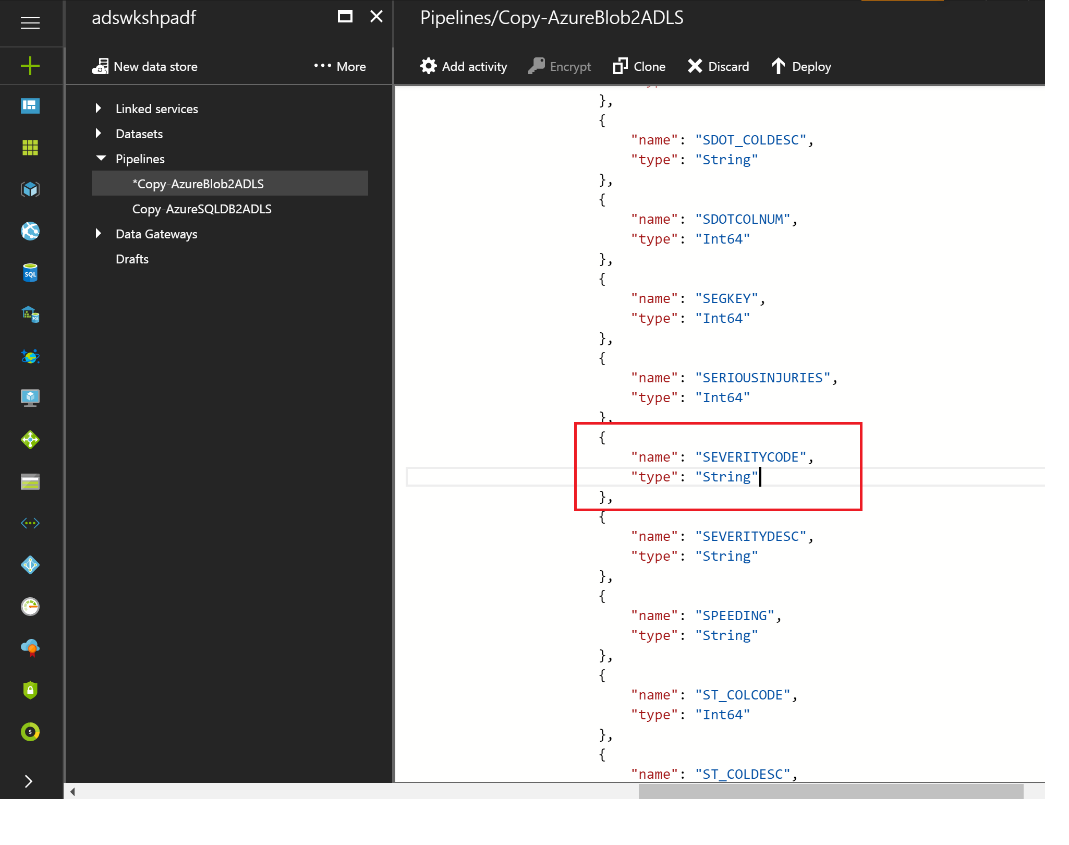 adswkshpadf
New data store
··· More
Linked services
Datasets
Pipelines
*Copy-AzureBlob2ADLS
Copy-AzureSQLDB2ADLS
Data Gateways
Drafts
Pipelines/Copy-AzureBlob2ADLS
Add activity
Encrypt
Clone
Discard
Deploy
},
{
"name": "SDOT_COLDESC",
"type": "String"
},
{
"name": "SDOTCOLNUM",
"type": "Int64"
},
{
"name": "SEGKEY",
"type": "Int64"
},
{
"name": "SERIOUSINJURIES",
"type": "Int64"
},
{
"name": "SEVERITYCODE",
"type": "String"
},
{
"name": "SEVERITYDESC",
"type": "String"
},
{
"name": "SPEEDING",
"type": "String"
},
{
"name": "ST_COLCODE",
"type": "Int64"
},
{
"name": "ST_COLDESC",